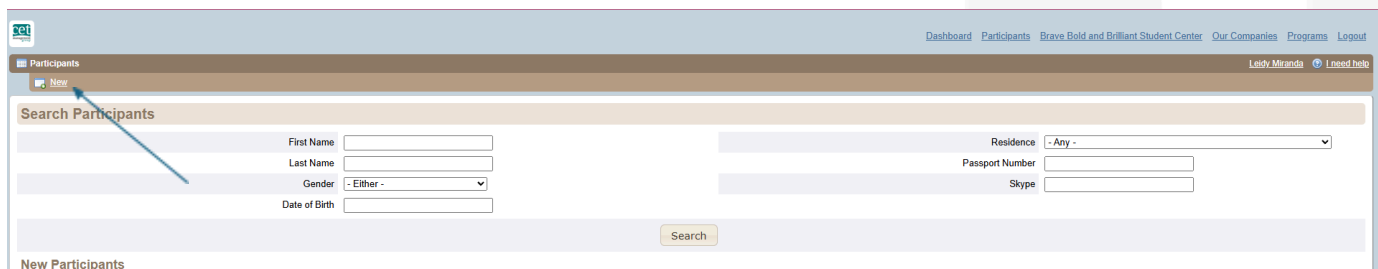 cet
Dashboard Participants Brave Bold and Brilliant Student Center Our Companies Programs Logout
Participants Leidy Miranda I need help
New
Search Participants
First Name Residence - Any -
Last Name Passport Number
Gender - Either - Skype
Date of Birth
Search
New Participants